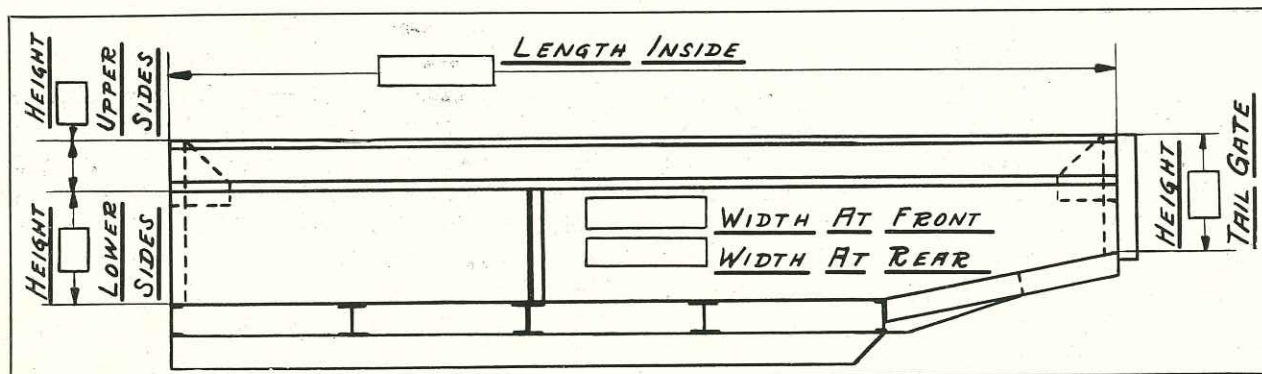 LENGTH INSIDE
HEIGHT
UPPER
SIDES
HEIGHT
LOWER
SIDES
WIDTH AT FRONT
WIDTH AT REAR
HEIGHT
TAIL GATE